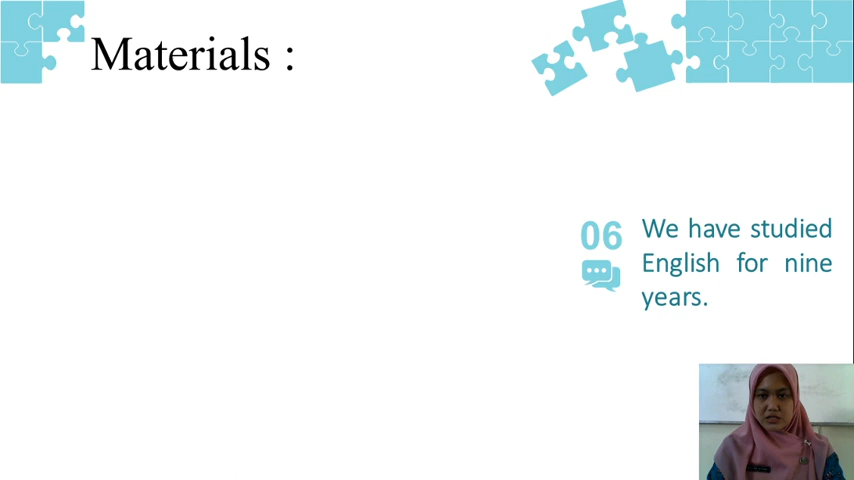 Materials :
06
We have studied
English for nine
years.